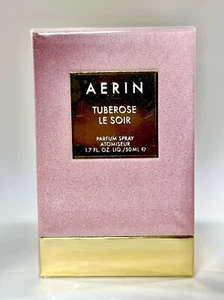 AERIN
TUBEROSE
LE SOIR
PARFUM SPRAY
ATOMISEUR
1.7 FL. OZ. LIQ./50 ML ℮